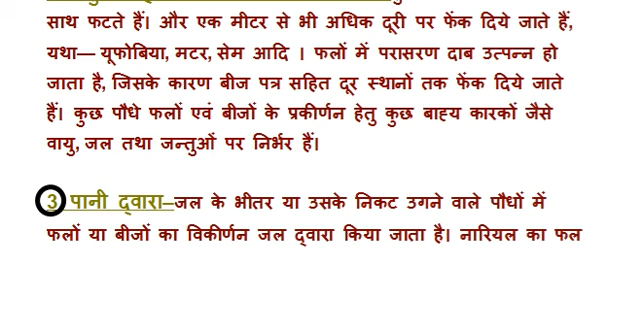 साथ फटते हैं। और एक मीटर से भी अधिक दूरी पर फेंक दिये जाते हैं,
यथा— यूफोबिया, मटर, सेम आदि । फलों में परासरण दाब उत्पन्न हो
जाता है, जिसके कारण बीज पत्र सहित दूर स्थानों तक फेंक दिये जाते
हैं। कुछ पौधे फलों एवं बीजों के प्रकीर्णन हेतु कुछ बाह्य कारकों जैसे
वायु, जल तथा जन्तुओं पर निर्भर हैं।
3 पानी द्वारा–जल के भीतर या उसके निकट उगने वाले पौधों में
फलों या बीजों का विकीर्णन जल द्वारा किया जाता है। नारियल का फल